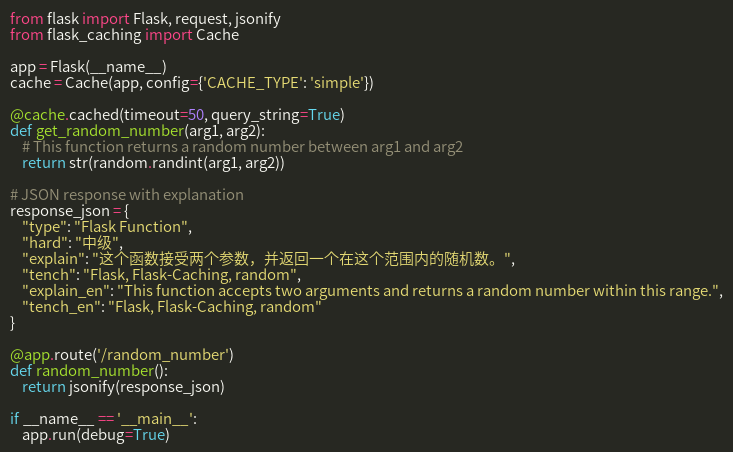 from flask import Flask, request, jsonify
from flask_caching import Cache

app = Flask(__name__)
cache = Cache(app, config={'CACHE_TYPE': 'simple'})

@cache.cached(timeout=50, query_string=True)
def get_random_number(arg1, arg2):
    # This function returns a random number between arg1 and arg2
    return str(random.randint(arg1, arg2))

# JSON response with explanation
response_json = {
    "type": "Flask Function",
    "hard": "中级",
    "explain": "这个函数接受两个参数，并返回一个在这个范围内的随机数。",
    "tench": "Flask, Flask-Caching, random",
    "explain_en": "This function accepts two arguments and returns a random number within this range.",
    "tench_en": "Flask, Flask-Caching, random"
}

@app.route('/random_number')
def random_number():
    return jsonify(response_json)

if __name__ == '__main__':
    app.run(debug=True)